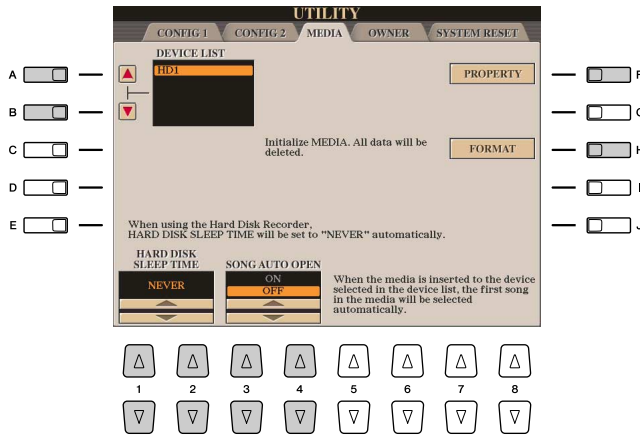 UTILITY
CONFIG 1 CONFIG 2 MEDIA OWNER SYSTEM RESET
DEVICE LIST
HD1
PROPERTY
A
F
B
G
Initialize MEDIA. All data will be
deleted.
FORMAT
C
H
D
I
E
J
When using the Hard Disk Recorder,
HARD DISK SLEEP TIME will be set to "NEVER" automatically.
HARD DISK
SLEEP TIME
NEVER
SONG AUTO OPEN
ON
OFF
When the media is inserted to the device
selected in the device list, the first song
in the media will be selected
automatically.
1 2 3 4 5 6 7 8